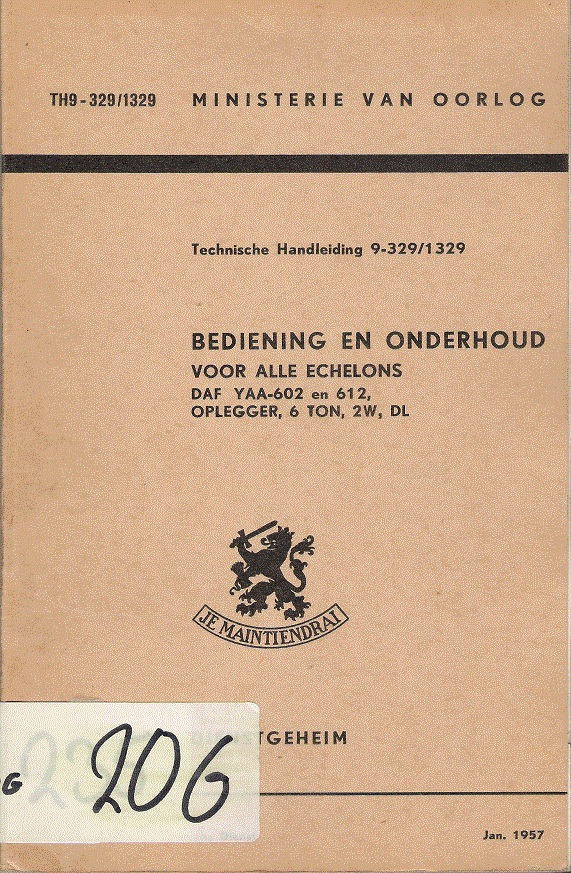 TH9-329/1329 MINISTERIE VAN OORLOG
Technische Handleiding 9-329/1329
BEDIENING EN ONDERHOUD
VOOR ALLE ECHELONS
DAF YAA-602 en 612,
OPLEGGER, 6 TON, 2W, DL
JE MAINTIENDRAI
TGEHEIM
G 206
Jan. 1957